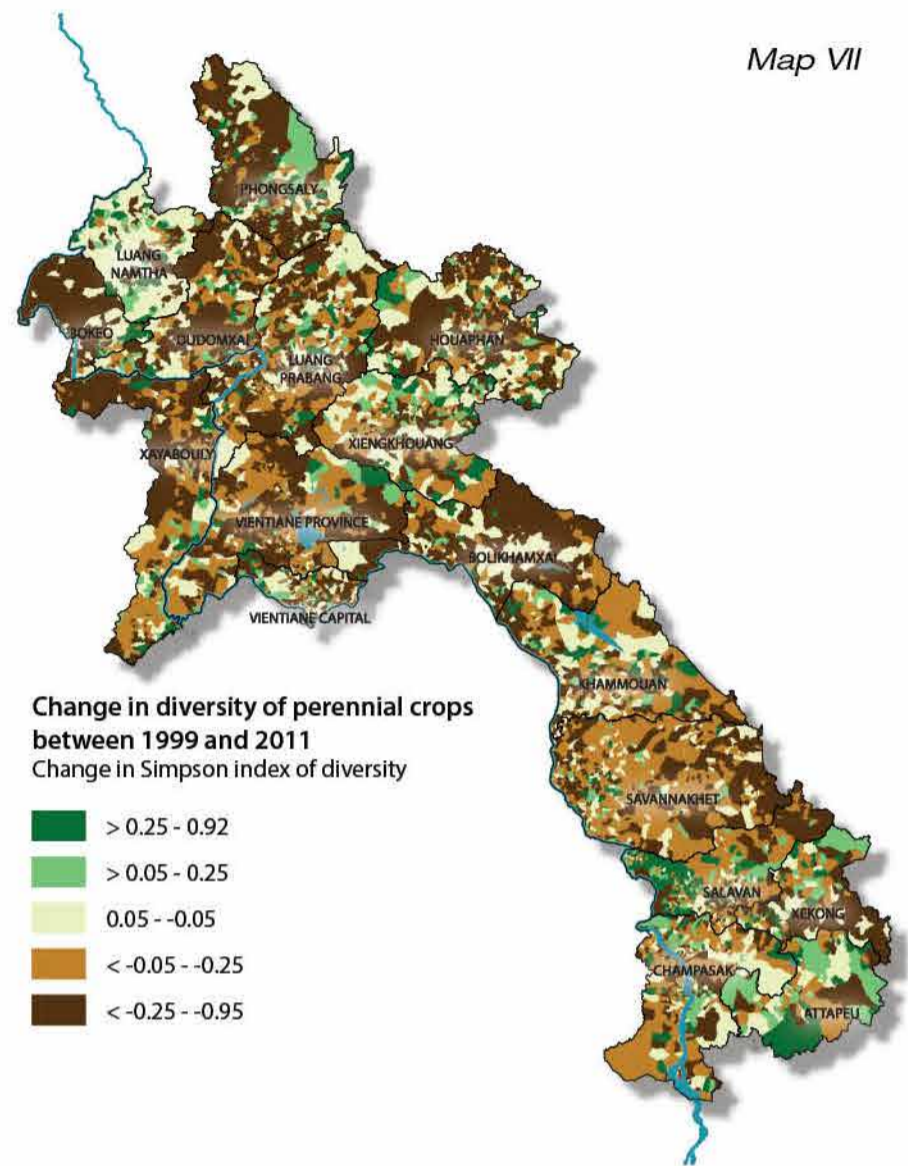 Map VII
PHONGSALY
LUANG
NAMTHA
BOKEO
OUDOMXAI
HOUAPHAN
LUANG
PRABANG
XIENGKHOUANG
XAYABOULY
VIENTIANE PROVINCE
BOLIKHAMXAI
VIENTIANE CAPITAL
KHAMMOUAN
Change in diversity of perennial crops
between 1999 and 2011
Change in Simpson index of diversity
> 0.25 - 0.92
> 0.05 - 0.25
0.05 - -0.05
< -0.05 - -0.25
< -0.25 - -0.95
SAVANNAKHET
SALAVAN
XEKONG
CHAMPASAK
ATTAPEU